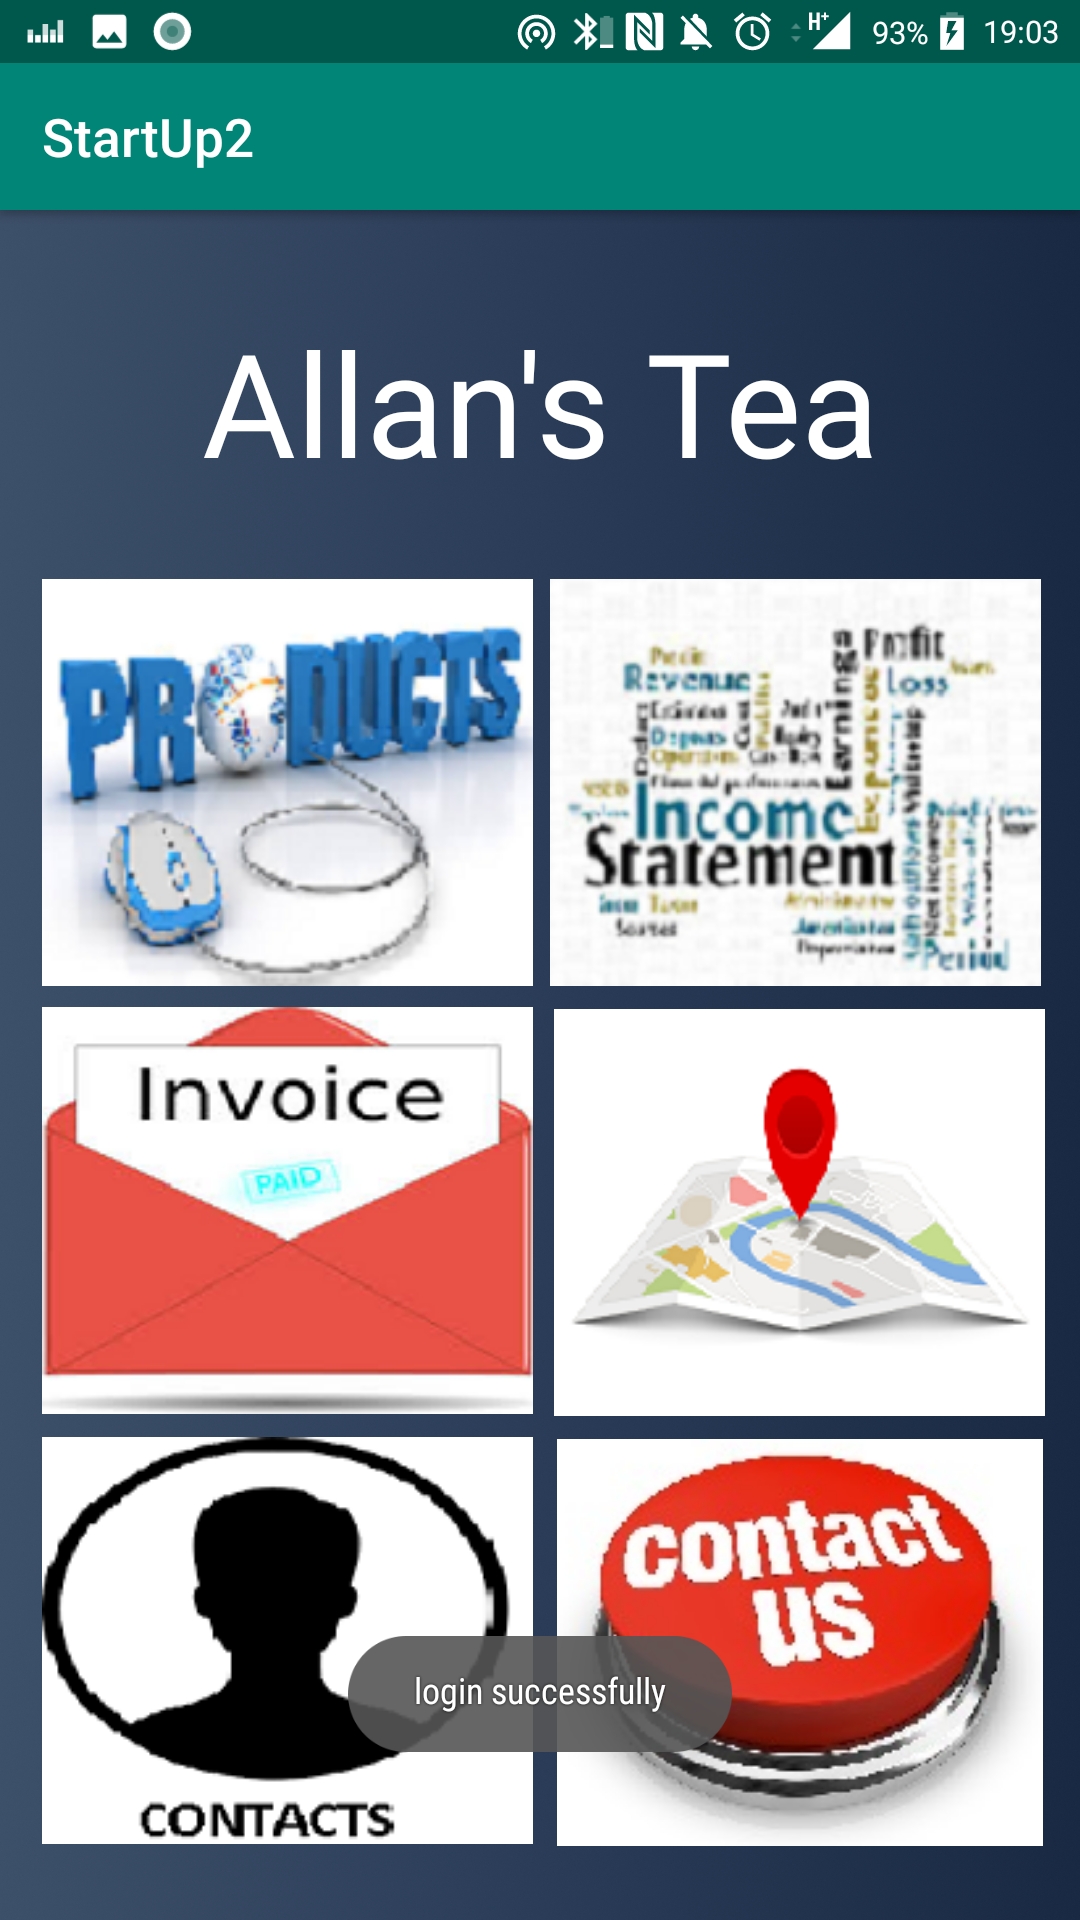 93% 19:03
StartUp2
Allan's Tea
PRODUCTS
Profit
Revenue
Loss
Earnings
Expenses
Income
Statement
Period
Invoice
PAID
contact
us
login successfully
CONTACTS